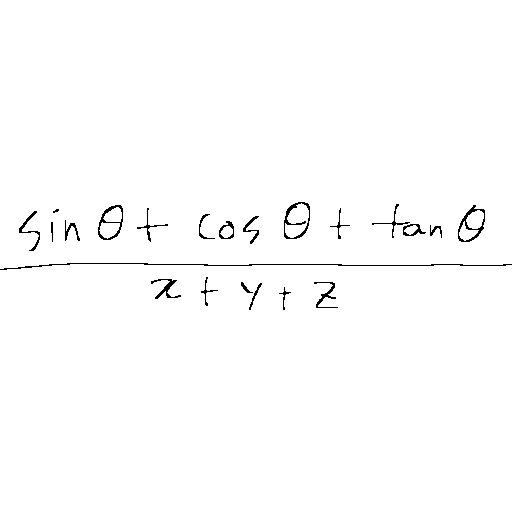 sin θ + cos θ + tan θ
x + y + z